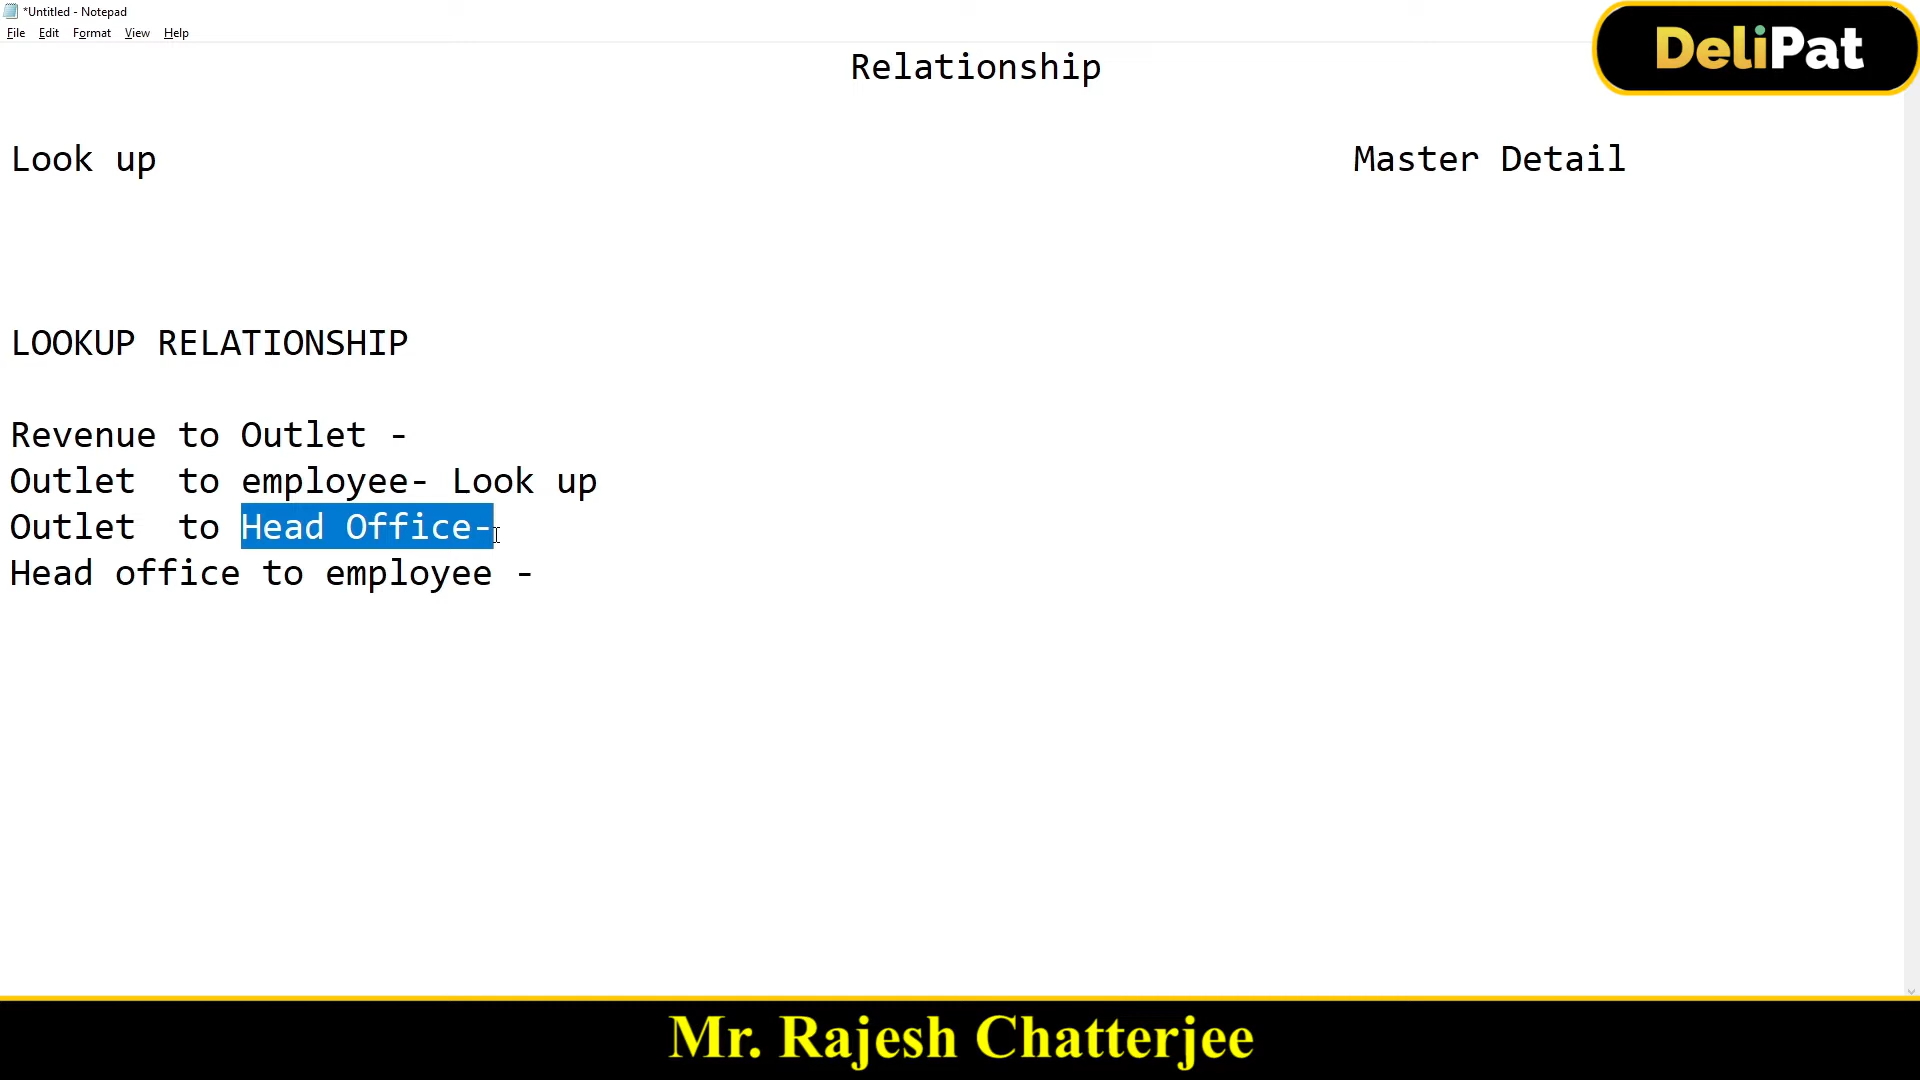 *Untitled - Notepad
File Edit Format View Help
DeliPat
Relationship
Look up Master Detail
LOOKUP RELATIONSHIP
Revenue to Outlet -
Outlet  to employee- Look up
Outlet  to Head Office-
Head office to employee -
Mr. Rajesh Chatterjee